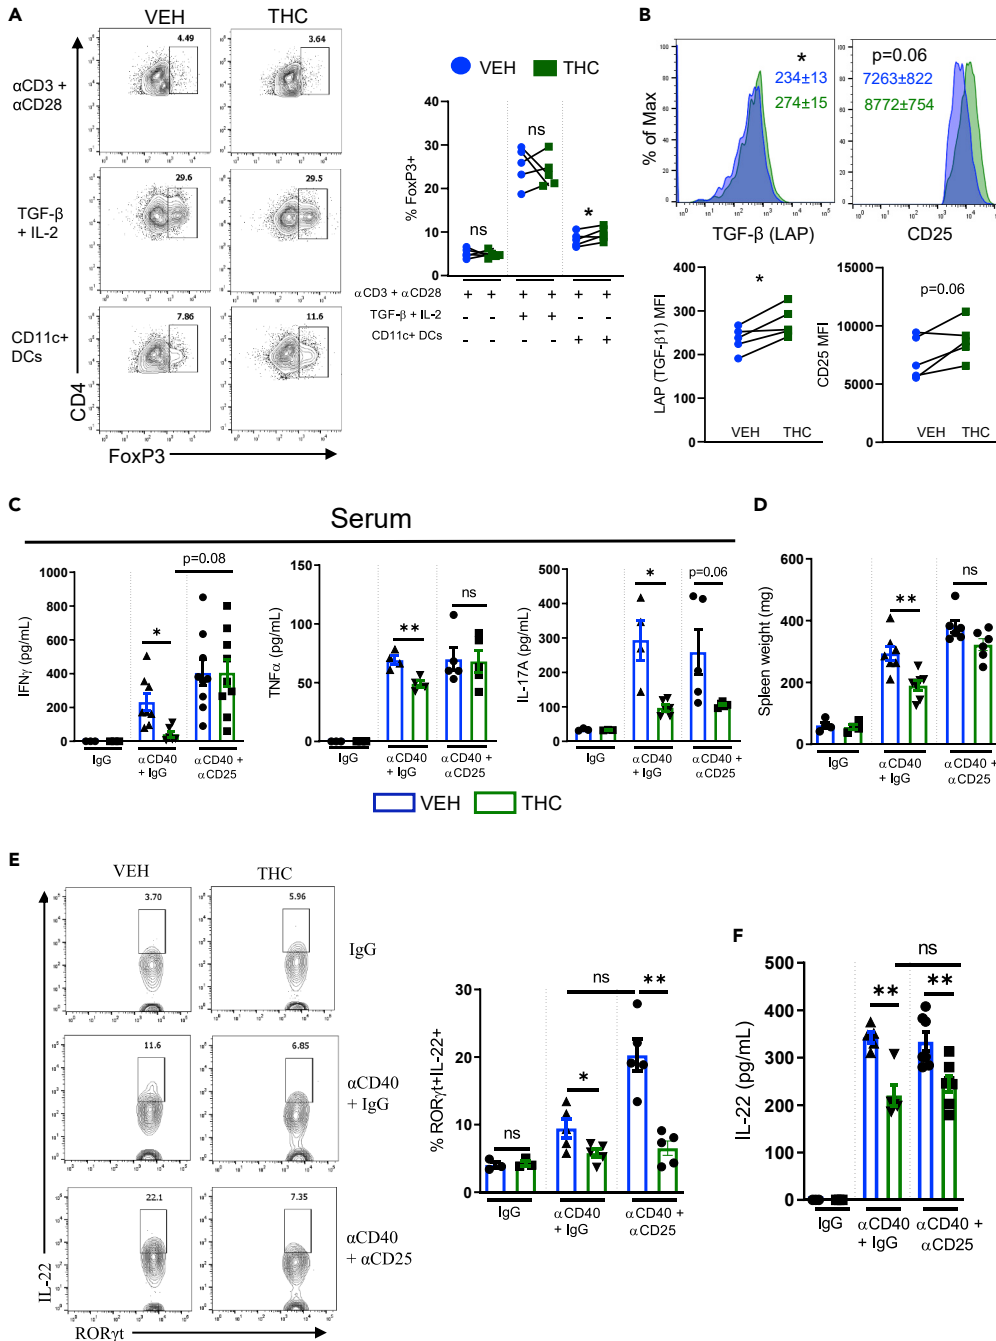 A
VEH
THC
4.49
3.64
αCD3 +
αCD28
29.6
29.5
TGF-β
+ IL-2
7.86
11.6
CD11c+
DCs
CD4
FoxP3
VEH
THC
40
30
20
10
0
% FoxP3+
ns
ns
*
αCD3 + αCD28
+ + + + + +
TGF-β + IL-2
- - + + - -
CD11c+ DCs
- - - - + +
B
% of Max
*
234±13
274±15
TGF-β (LAP)
p=0.06
7263±822
8772±754
CD25
LAP (TGF-β1) MFI
400
300
200
100
0
*
VEH
THC
CD25 MFI
15000
10000
5000
0
p=0.06
VEH
THC
C
Serum
IFNγ (pg/mL)
1000
800
600
400
200
0
*
p=0.08
IgG
αCD40
+ IgG
αCD40 +
αCD25
TNFα (pg/mL)
150
100
50
0
**
ns
IgG
αCD40
+ IgG
αCD40 +
αCD25
IL-17A (pg/mL)
500
400
300
200
100
0
*
p=0.06
IgG
αCD40
+ IgG
αCD40 +
αCD25
VEH
THC
D
Spleen weight (mg)
600
400
200
0
**
ns
IgG
αCD40
+ IgG
αCD40 +
αCD25
E
VEH
THC
3.70
5.96
IgG
11.6
6.85
αCD40
+ IgG
22.1
7.35
αCD40
+ αCD25
IL-22
RORγt
% RORγt+IL-22+
30
20
10
0
ns
*
ns
**
IgG
αCD40
+ IgG
αCD40 +
αCD25
F
IL-22 (pg/mL)
500
400
300
200
100
0
ns
**
**
IgG
αCD40
+ IgG
αCD40 +
αCD25